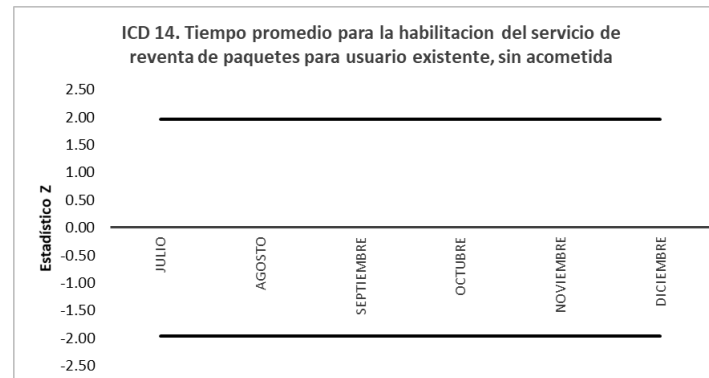 ICD 14. Tiempo promedio para la habilitacion del servicio de
reventa de paquetes para usuario existente, sin acometida
2.50
2.00
1.50
1.00
0.50
0.00
-0.50
-1.00
-1.50
-2.00
-2.50
Estadístico Z
JULIO
AGOSTO
SEPTIEMBRE
OCTUBRE
NOVIEMBRE
DICIEMBRE